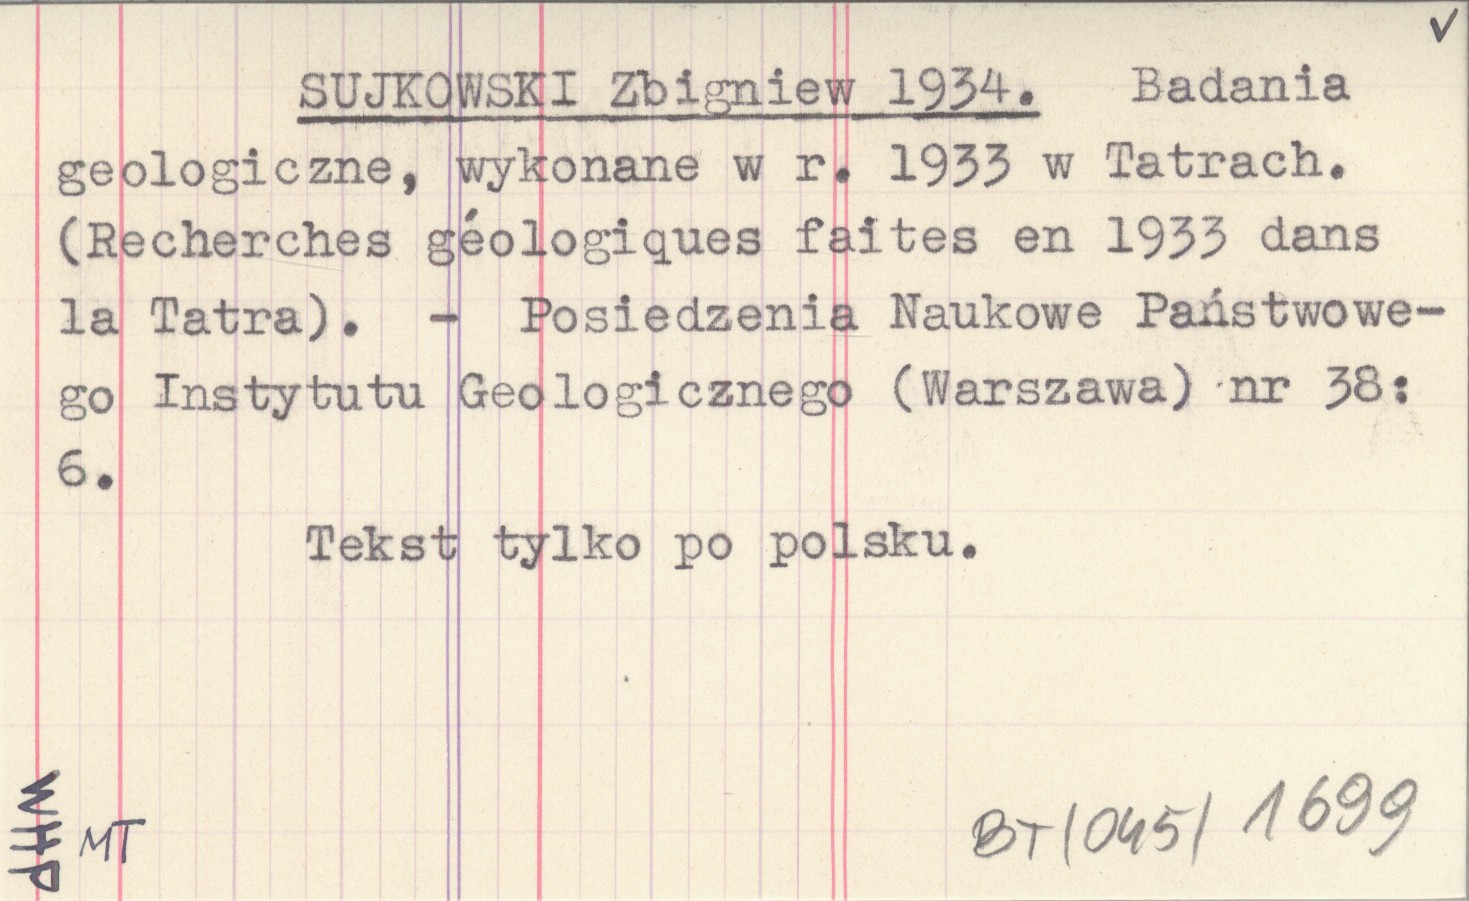 ✓
SUJKOWSKI Zbigniew 1934. Badania
geologiczne, wykonane w r. 1933 w Tatrach.
(Recherches géologiques faites en 1933 dans
la Tatra). - Posiedzenia Naukowe Państwowe-
go Instytutu Geologicznego (Warszawa) nr 38:
6.
Tekst tylko po polsku.
WHP
MT
BT/045/ 1699